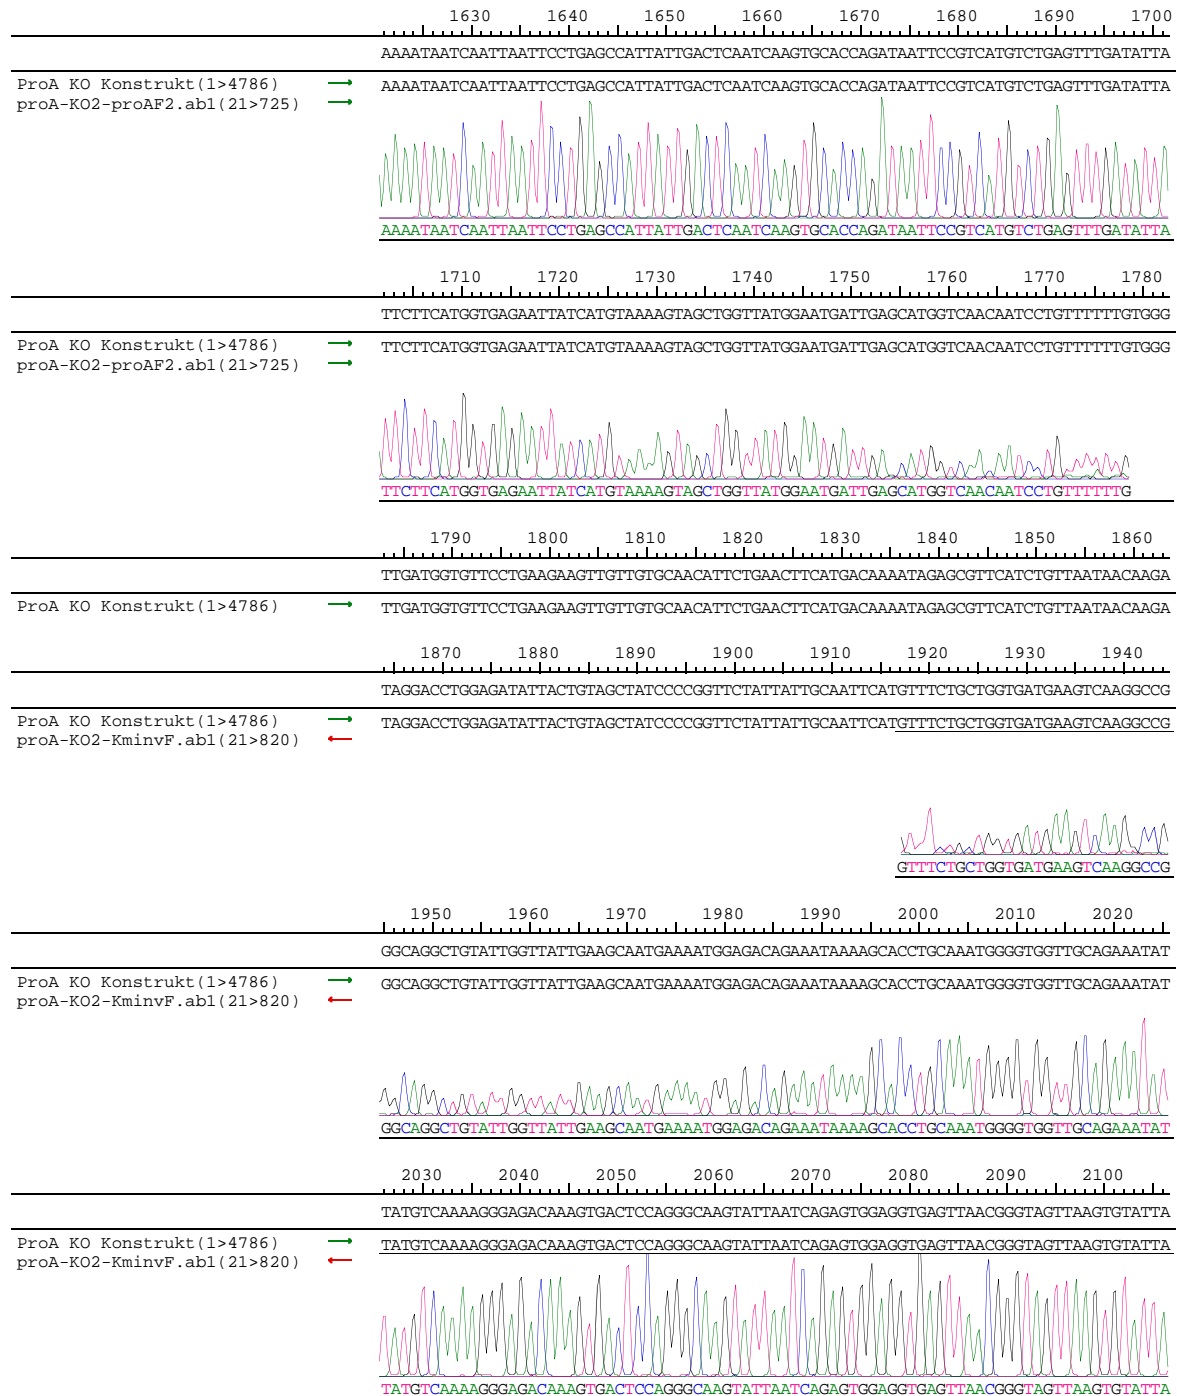 1630 1640 1650 1660 1670 1680 1690 1700
AAAATAATCAATTAATTCCTGAGCCATTATTGACTCAATCAAGTGCACCAGATAATTCCGTCATGTCTGAGTTTGATATTA
ProA KO Konstrukt(1>4786) → AAAATAATCAATTAATTCCTGAGCCATTATTGACTCAATCAAGTGCACCAGATAATTCCGTCATGTCTGAGTTTGATATTA
proA-KO2-proAF2.ab1(21>725) →
AAAATAATCAATTAATTCCTGAGCCATTATTGACTCAATCAAGTGCACCAGATAATTCCGTCATGTCTGAGTTTGATATTA
1710 1720 1730 1740 1750 1760 1770 1780
TTCTTCATGGTGAGAATTATCATGTAAAAGTAGCTGGTTATGGAATGATTGAGCATGGTCAACAATCCTGTTTTTTGTGGG
ProA KO Konstrukt(1>4786) → TTCTTCATGGTGAGAATTATCATGTAAAAGTAGCTGGTTATGGAATGATTGAGCATGGTCAACAATCCTGTTTTTTGTGGG
proA-KO2-proAF2.ab1(21>725) →
TTCTTCATGGTGAGAATTATCATGTAAAAGTAGCTGGTTATGGAATGATTGAGCATGGTCAACAATCCTGTTTTTTG
1790 1800 1810 1820 1830 1840 1850 1860
TTGATGGTGTTCCTGAAGAAGTTGTTGTGCAACATTCTGAACTTCATGACAAAATAGAGCGTTCATCTGTTAATAACAAGA
ProA KO Konstrukt(1>4786) → TTGATGGTGTTCCTGAAGAAGTTGTTGTGCAACATTCTGAACTTCATGACAAAATAGAGCGTTCATCTGTTAATAACAAGA
1870 1880 1890 1900 1910 1920 1930 1940
TAGGACCTGGAGATATTACTGTAGCTATCCCCGGTTCTATTATTGCAATTCATGTTTCTGCTGGTGATGAAGTCAAGGCCG
ProA KO Konstrukt(1>4786) → TAGGACCTGGAGATATTACTGTAGCTATCCCCGGTTCTATTATTGCAATTCATGTTTCTGCTGGTGATGAAGTCAAGGCCG
proA-KO2-KminvF.ab1(21>820) ←
GTTTCTGCTGGTGATGAAGTCAAGGCCG
1950 1960 1970 1980 1990 2000 2010 2020
GGCAGGCTGTATTGGTTATTGAAGCAATGAAAATGGAGACAGAAATAAAAGCACCTGCAAATGGGGTGGTTGCAGAAATAT
ProA KO Konstrukt(1>4786) → GGCAGGCTGTATTGGTTATTGAAGCAATGAAAATGGAGACAGAAATAAAAGCACCTGCAAATGGGGTGGTTGCAGAAATAT
proA-KO2-KminvF.ab1(21>820) ←
GGCAGGCTGTATTGGTTATTGAAGCAATGAAAATGGAGACAGAAATAAAAGCACCTGCAAATGGGGTGGTTGCAGAAATAT
2030 2040 2050 2060 2070 2080 2090 2100
TATGTCAAAAGGGAGACAAAGTGACTCCAGGGCAAGTATTAATCAGAGTGGAGGTGAGTTAACGGGTAGTTAAGTGTATTA
ProA KO Konstrukt(1>4786) → TATGTCAAAAGGGAGACAAAGTGACTCCAGGGCAAGTATTAATCAGAGTGGAGGTGAGTTAACGGGTAGTTAAGTGTATTA
proA-KO2-KminvF.ab1(21>820) ←
TATGTCAAAAGGGAGACAAAGTGACTCCAGGGCAAGTATTAATCAGAGTGGAGGTGAGTTAACGGGTAGTTAAGTGTATTA